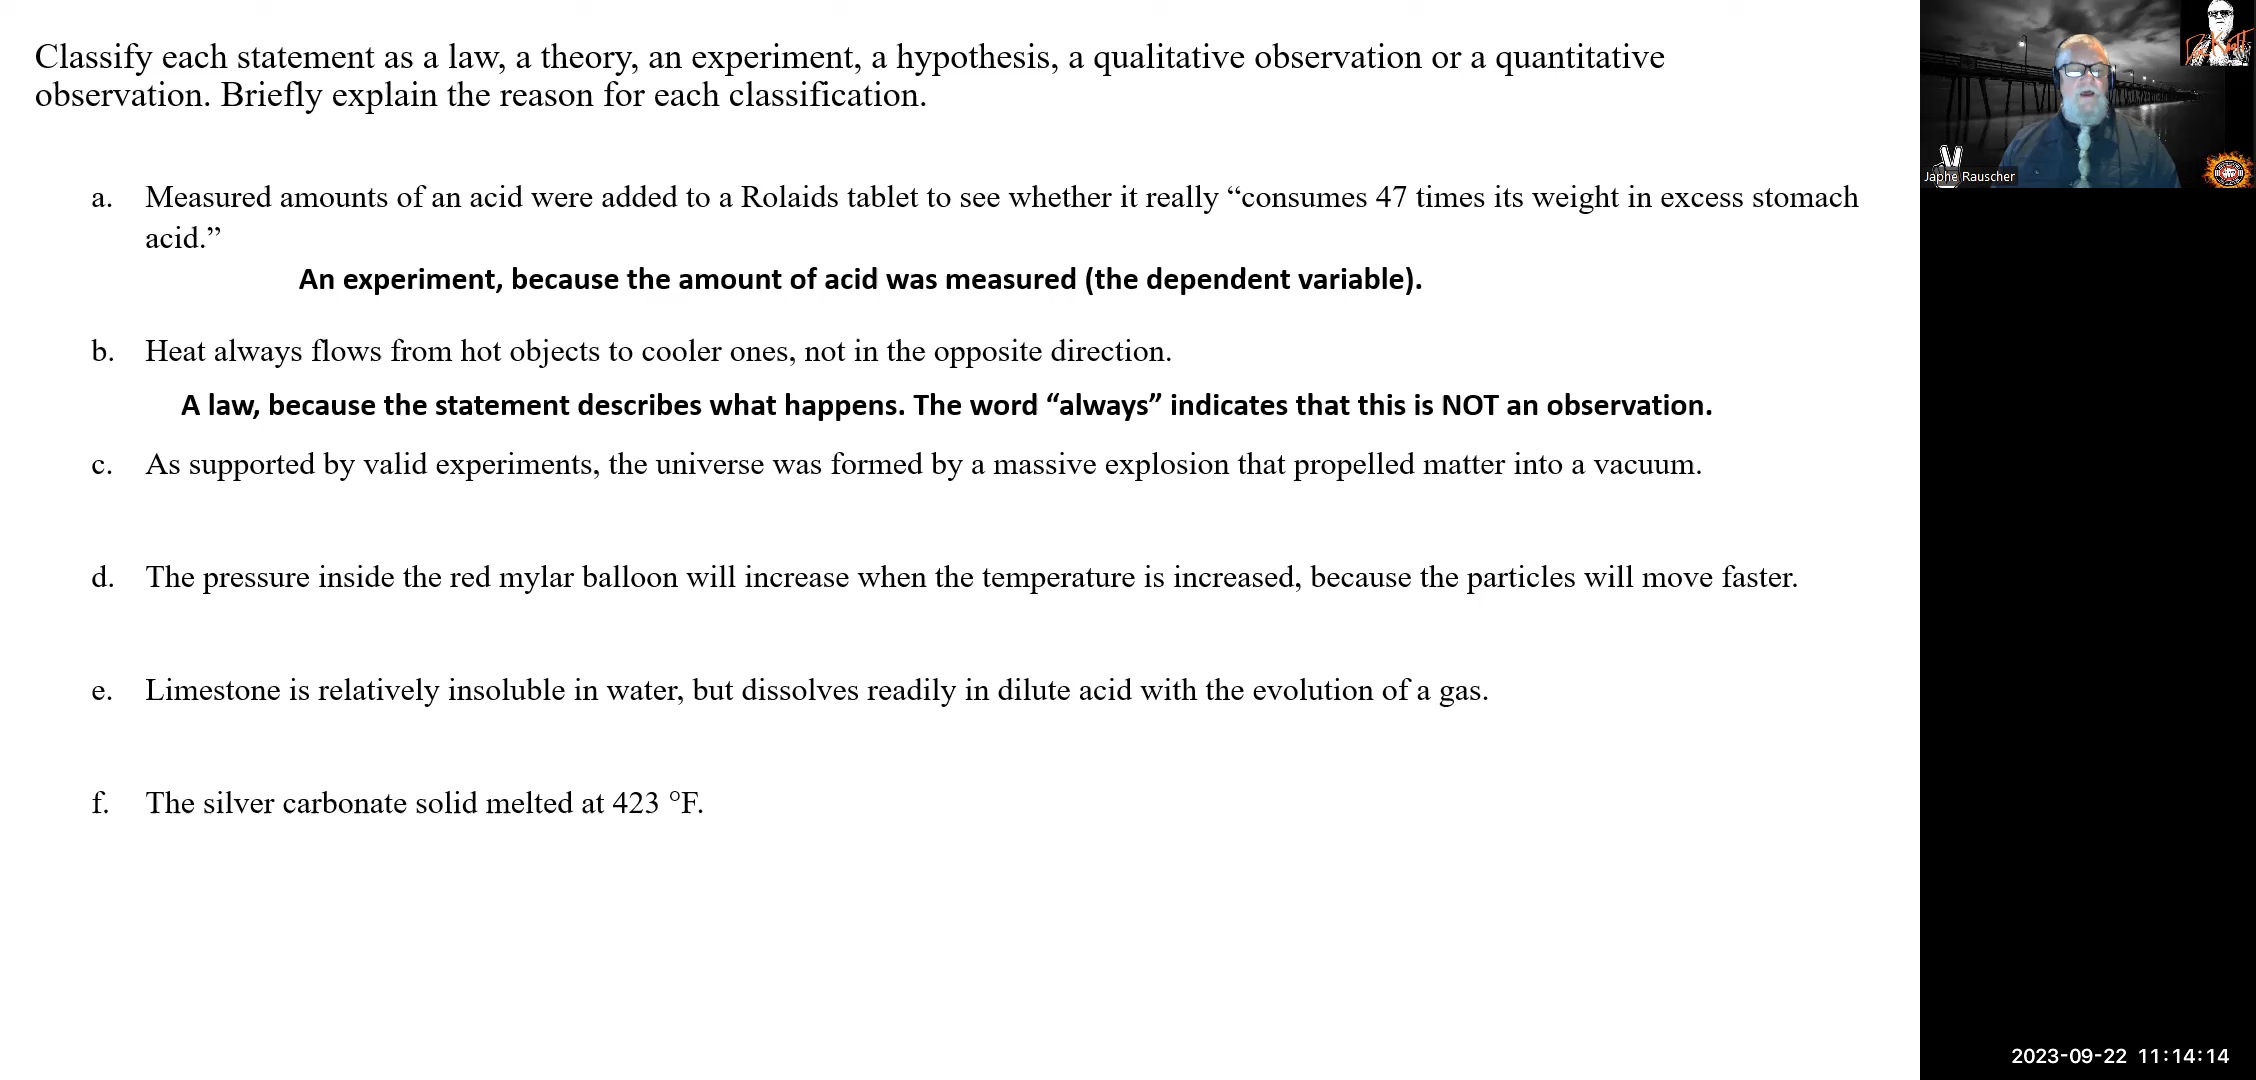 Classify each statement as a law, a theory, an experiment, a hypothesis, a qualitative observation or a quantitative
observation. Briefly explain the reason for each classification.
a. Measured amounts of an acid were added to a Rolaids tablet to see whether it really “consumes 47 times its weight in excess stomach
acid.”
An experiment, because the amount of acid was measured (the dependent variable).
b. Heat always flows from hot objects to cooler ones, not in the opposite direction.
A law, because the statement describes what happens. The word “always” indicates that this is NOT an observation.
c. As supported by valid experiments, the universe was formed by a massive explosion that propelled matter into a vacuum.
d. The pressure inside the red mylar balloon will increase when the temperature is increased, because the particles will move faster.
e. Limestone is relatively insoluble in water, but dissolves readily in dilute acid with the evolution of a gas.
f. The silver carbonate solid melted at 423 °F.
Japhe Rauscher
2023-09-22 11:14:14